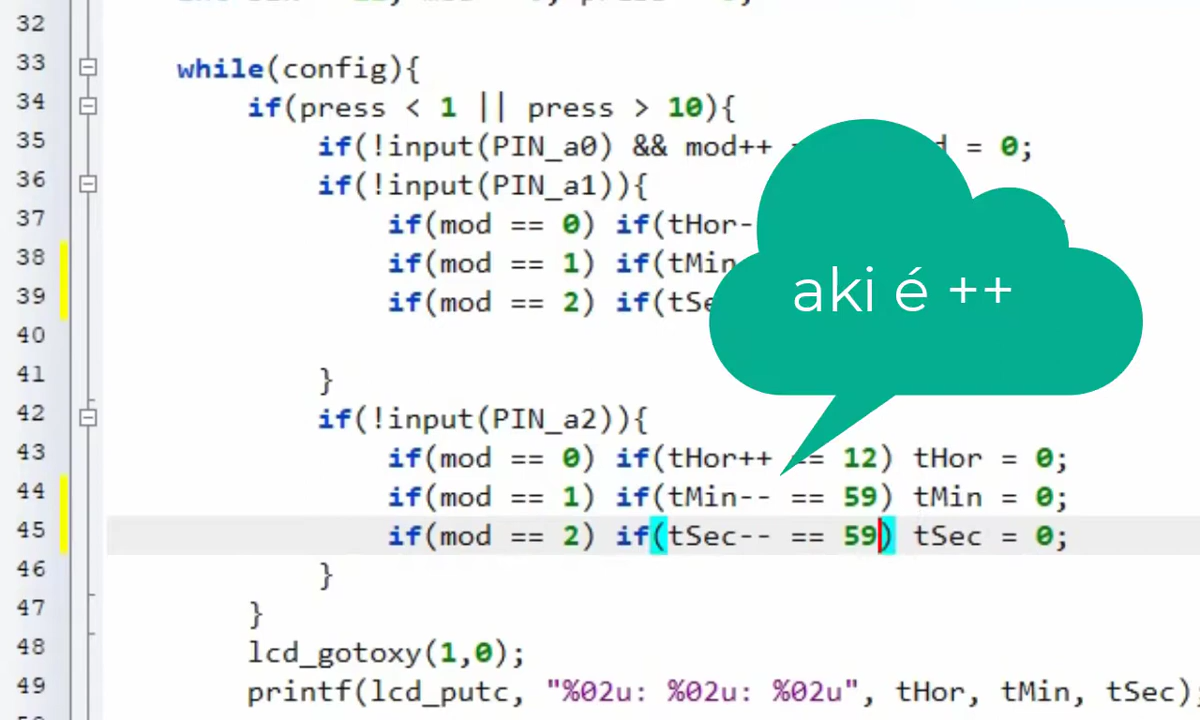 32
33 while(config){
34 if(press < 1 || press > 10){
35 if(!input(PIN_a0) && mod++ = 0;
36 if(!input(PIN_a1)){
37 if(mod == 0) if(tHor-
38 if(mod == 1) if(tMin
39 if(mod == 2) if(tSe
aki é ++
40
41 }
42 if(!input(PIN_a2)){
43 if(mod == 0) if(tHor++ == 12) tHor = 0;
44 if(mod == 1) if(tMin-- == 59) tMin = 0;
45 if(mod == 2) if(tSec-- == 59) tSec = 0;
46 }
47 }
48 lcd_gotoxy(1,0);
49 printf(lcd_putc, "%02u: %02u: %02u", tHor, tMin, tSec);